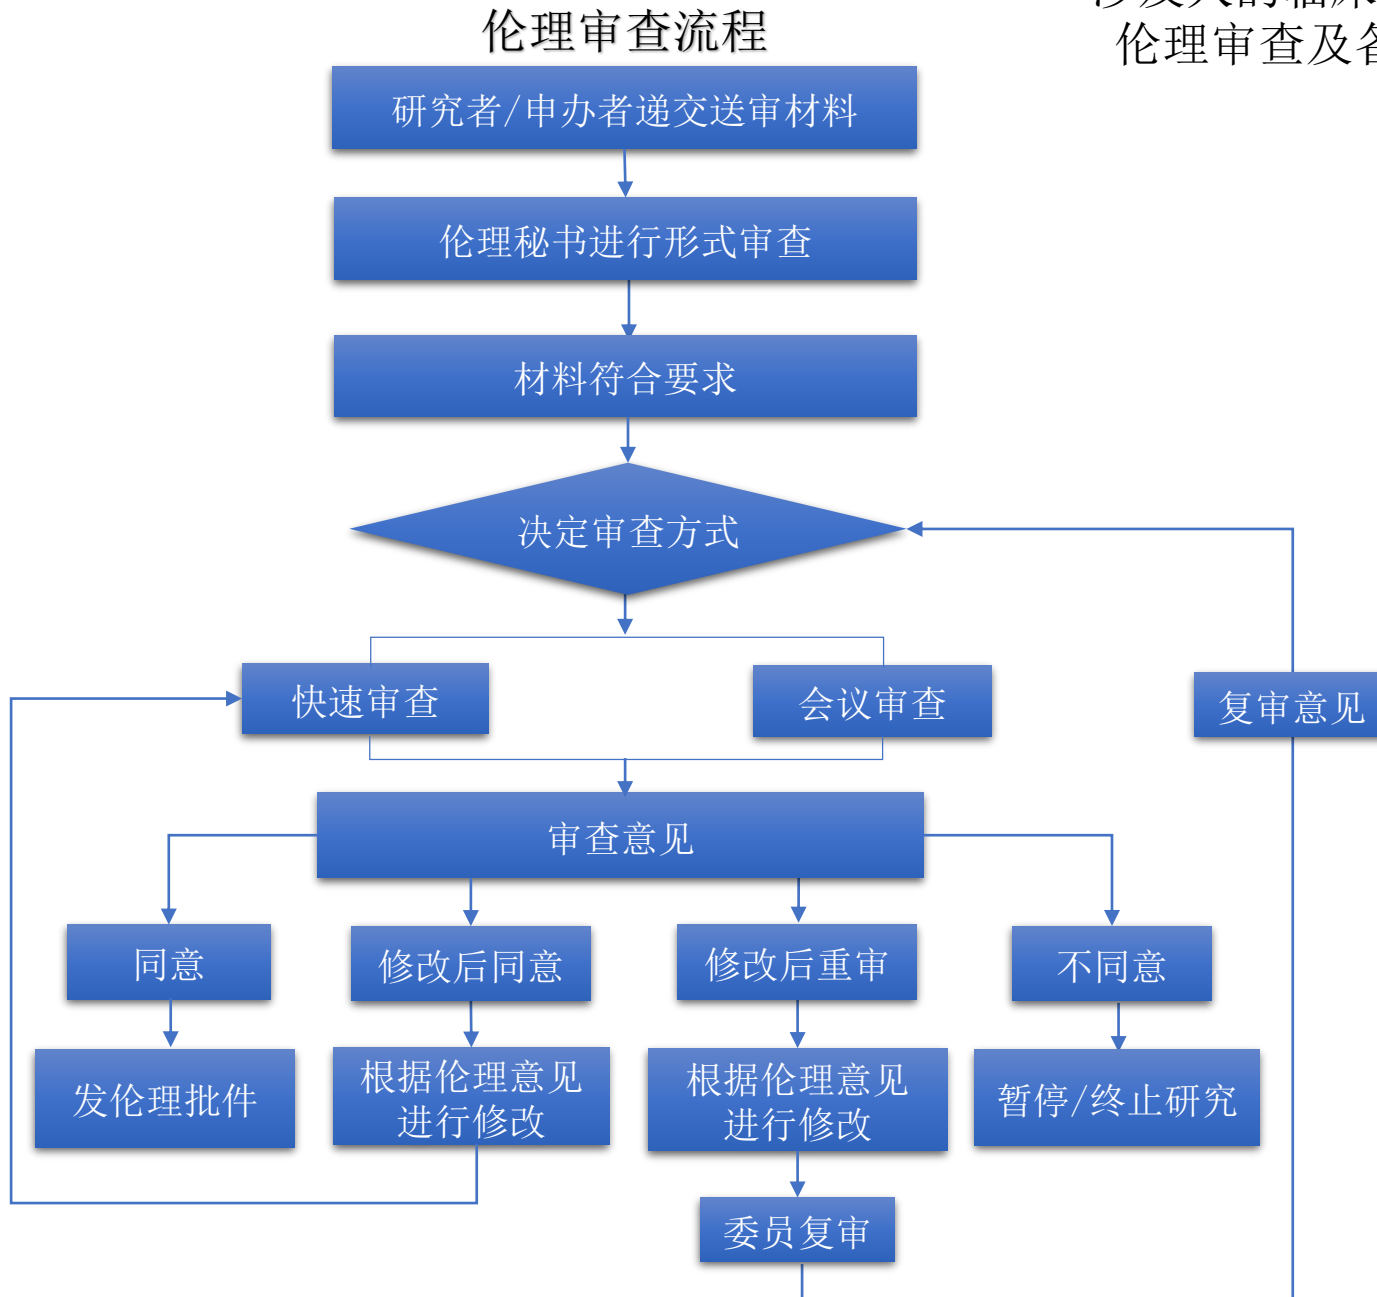 伦理审查流程
伦理审查及
研究者/申办者递交送审材料
伦理秘书进行形式审查
材料符合要求
决定审查方式
快速审查
会议审查
复审意见
审查意见
同意
修改后同意
修改后重审
不同意
发伦理批件
根据伦理意见
进行修改
根据伦理意见
进行修改
暂停/终止研究
委员复审